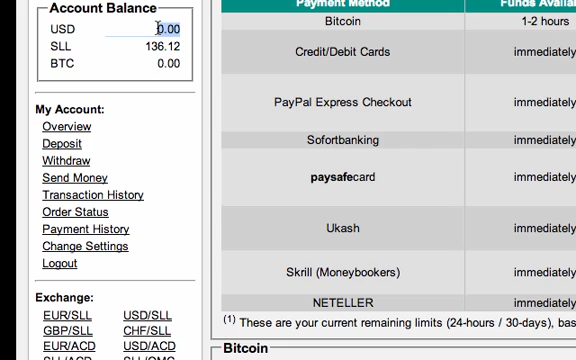 Account Balance
USD 0.00
SLL 136.12
BTC 0.00
My Account:
Overview
Deposit
Withdraw
Send Money
Transaction History
Order Status
Payment History
Change Settings
Logout
Exchange:
EUR/SLL USD/SLL
GBP/SLL CHF/SLL
EUR/ACD USD/ACD
Payment Method Funds Availa
Bitcoin 1-2 hours
Credit/Debit Cards immediately
PayPal Express Checkout immediately
Sofortbanking immediately
paysafecard immediately
Ukash immediately
Skrill (Moneybookers) immediately
NETELLER immediately
(1) These are your current remaining limits (24-hours / 30-days), bas
Bitcoin